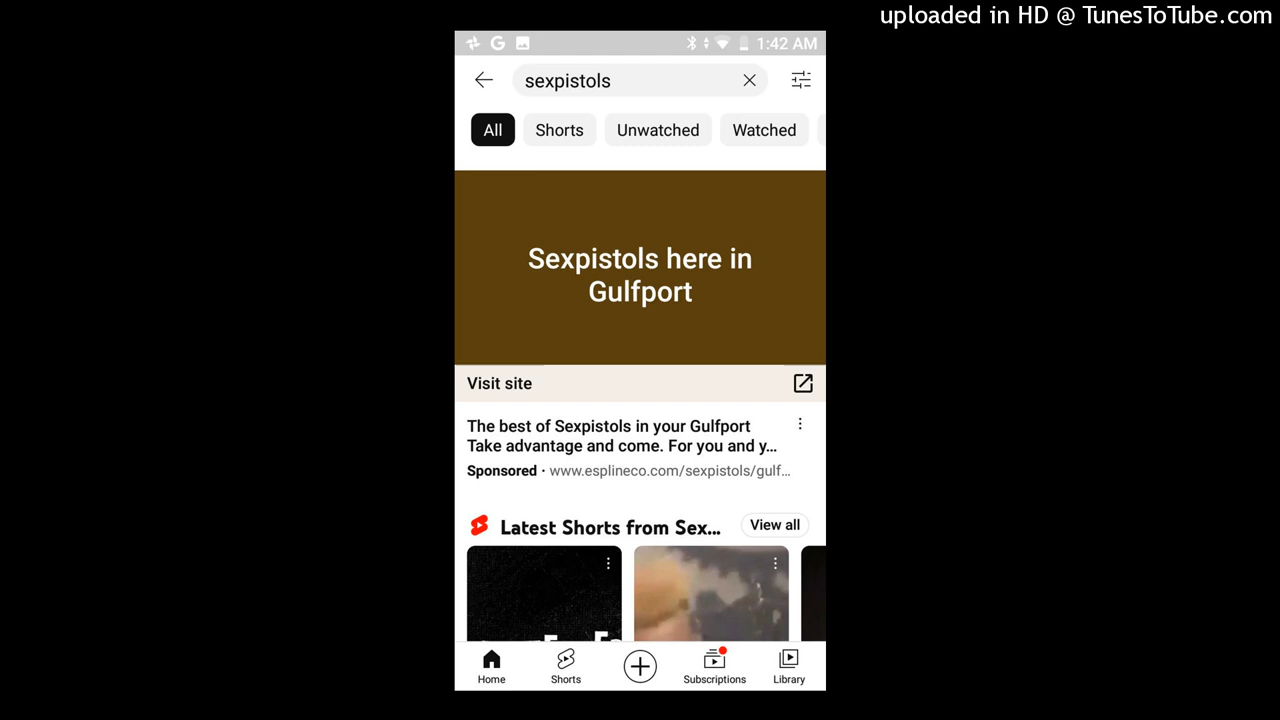 uploaded in HD @ TunesToTube.com
1:42 AM
sexpistols
All
Shorts
Unwatched
Watched
Sexpistols here in
Gulfport
Visit site
The best of Sexpistols in your Gulfport
Take advantage and come. For you and y...
Sponsored · www.esplineco.com/sexpistols/gulf...
Latest Shorts from Sex...
View all
Home
Shorts
Subscriptions
Library